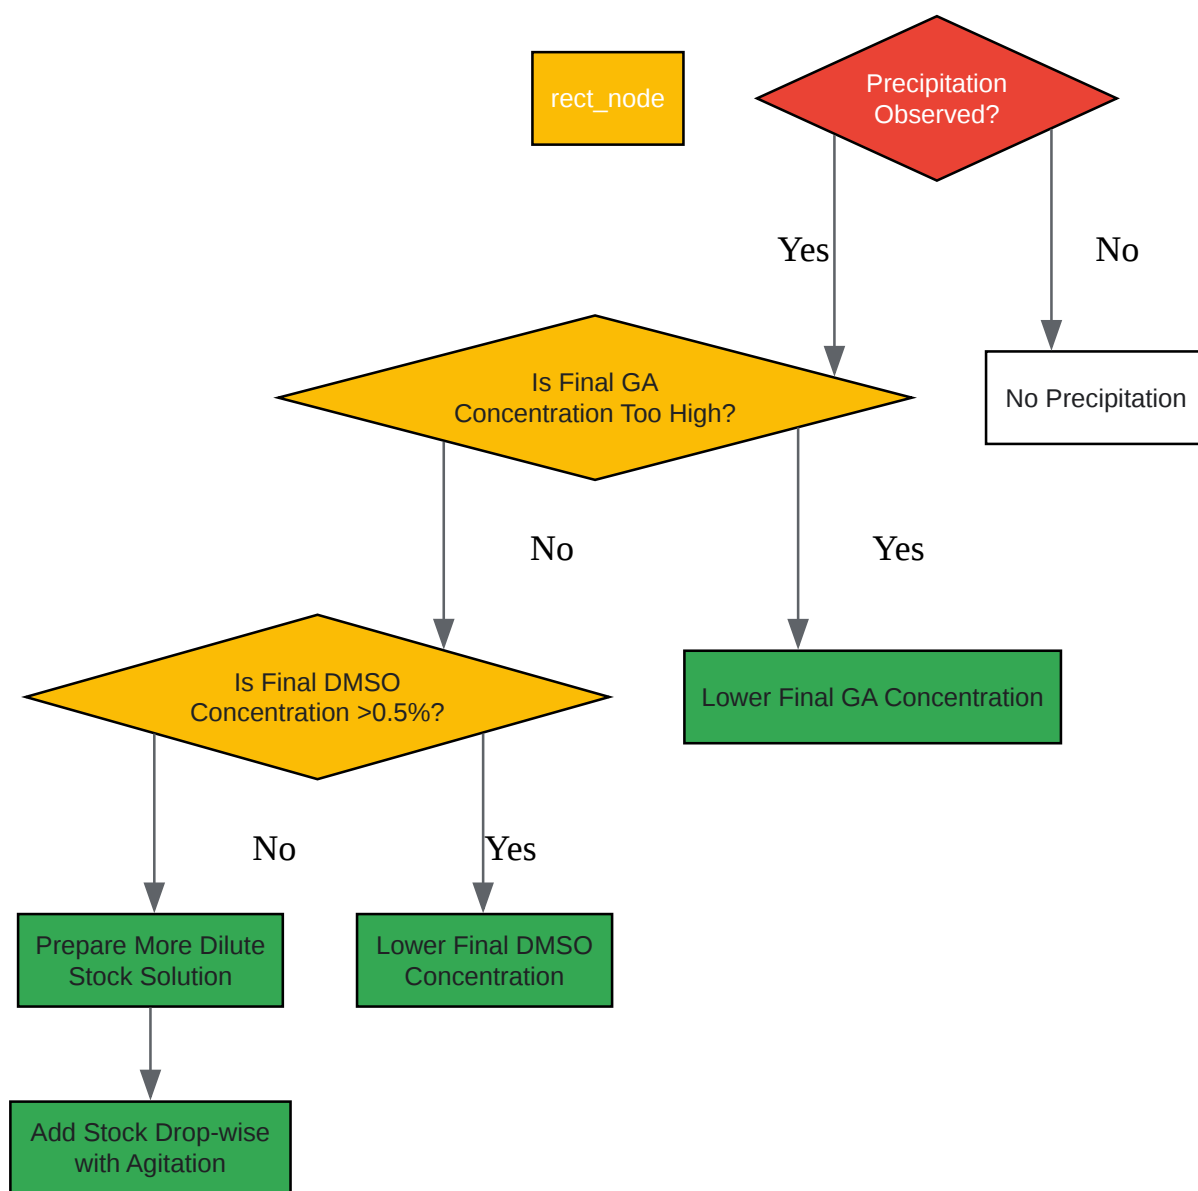 rect_node
Precipitation
Observed?
Yes
No
Is Final GA
Concentration Too High?
No Precipitation
No
Yes
Is Final DMSO
Concentration >0.5%?
Lower Final GA Concentration
No
Yes
Prepare More Dilute
Stock Solution
Lower Final DMSO
Concentration
Add Stock Drop-wise
with Agitation